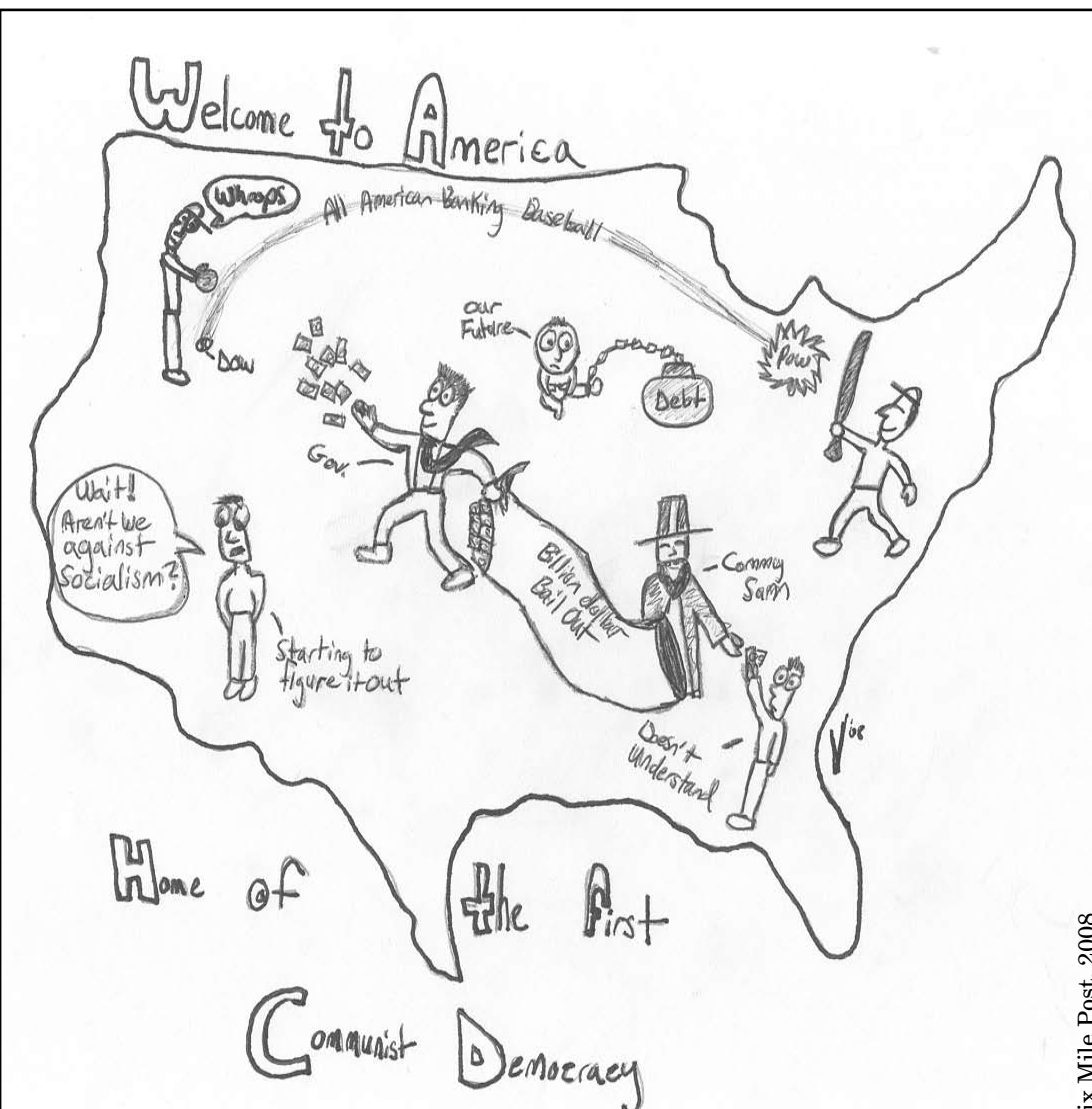 Welcome to America
Whoops
All American Banking Baseball
Dow
our
Future
Debt
Pow
Gov.
Wait!!
Aren't we
against
Socialism?
Starting to
figure it out
Billion dollar
Bail Out
Commy
Sam
Doesn't
understand
V'08
Home of the First
Communist Democracy
ix Mile Post, 2008